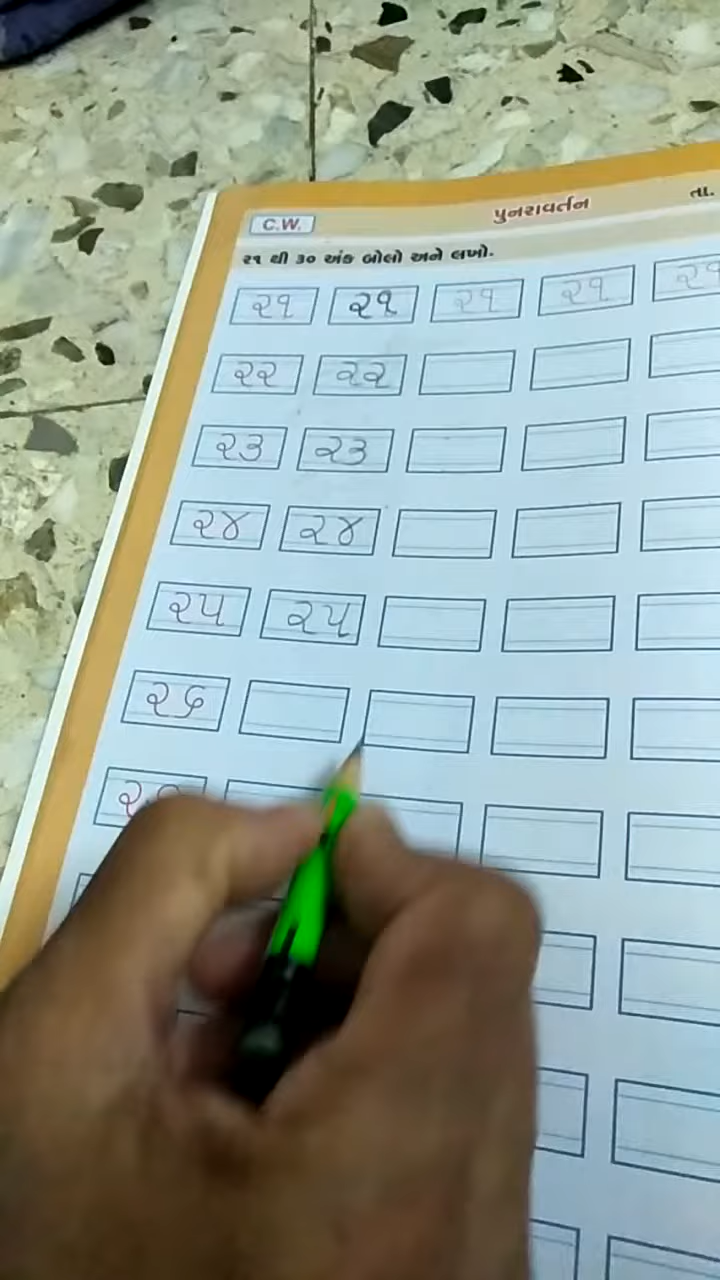 C.W. પુનરાવર્તન તા.
૨૧ થી ૩૦ અંક બોલો અને લખો.
૨૧ ૨૧ ૨૧ ૨૧ ૨૧
૨૨ ૨૨
૨૩ ૨૩
૨૪ ૨૪
૨૫ ૨૫
૨૬